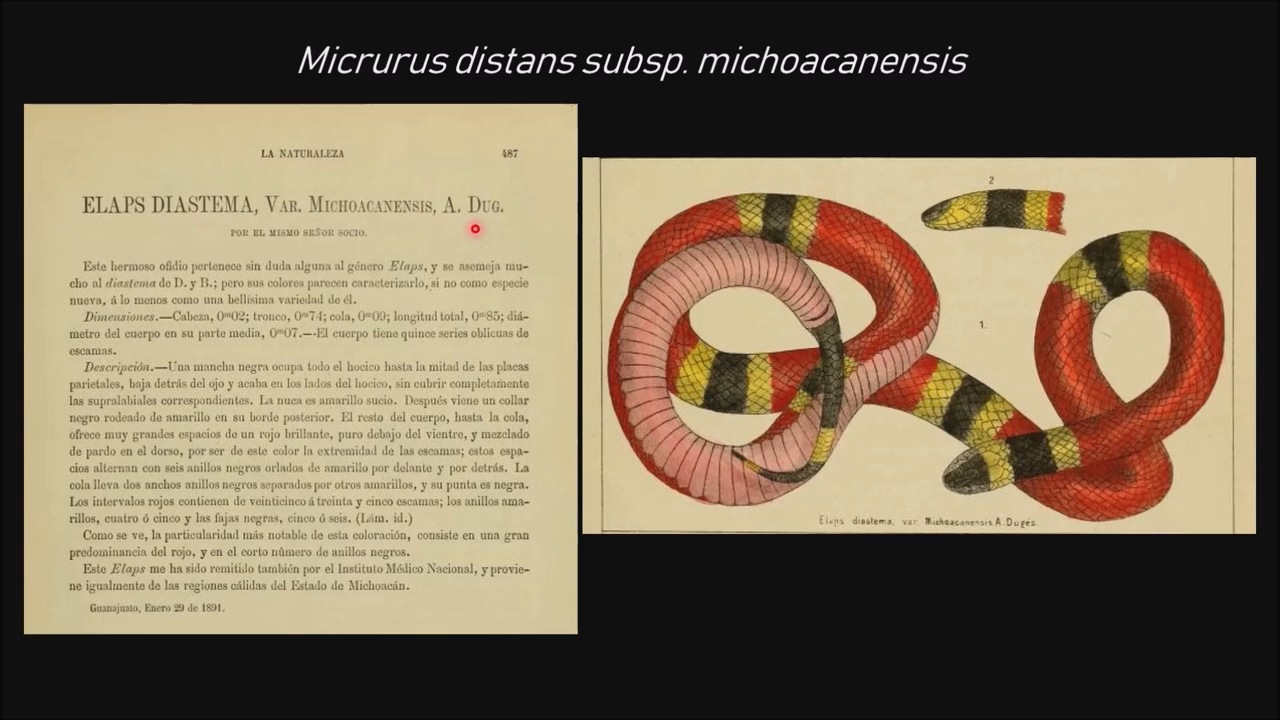 Micrurus distans subsp. michoacanensis
LA NATURALEZA 487
ELAPS DIASTEMA, VAR. MICHOACANENSIS, A. DUG.
POR EL MISMO SEÑOR SOCIO.
Este hermoso ofidio pertenece sin duda alguna al género Elaps, y se asemeja mu-
cho al diastema de D. y B.; pero sus colores parecen caracterizarlo, si no como especie
nueva, á lo menos como una bellísima variedad de él.
Dimensiones.—Cabeza, 0ᵐ02; tronco, 0ᵐ74; cola, 0ᵐ09; longitud total, 0ᵐ85; diá-
metro del cuerpo en su parte media, 0ᵐ07.—El cuerpo tiene quince series oblicuas de
escamas.
Descripción.—Una mancha negra ocupa todo el hocico hasta la mitad de las placas
parietales, baja detrás del ojo y acaba en los lados del hocico, sin cubrir completamente
las supralabiales correspondientes. La nuca es amarillo sucio. Después viene un collar
negro rodeado de amarillo en su borde posterior. El resto del cuerpo, hasta la cola,
ofrece muy grandes espacios de un rojo brillante, puro debajo del vientre, y mezclado
de pardo en el dorso, por ser de este color la extremidad de las escamas; estos espa-
cios alternan con seis anillos negros orlados de amarillo por delante y por detrás. La
cola lleva dos anchos anillos negros separados por otros amarillos, y su punta es negra.
Los intervalos rojos contienen de veinticinco á treinta y cinco escamas; los anillos ama-
rillos, cuatro ó cinco y las fajas negras, cinco ó seis. (Lám. id.)
Como se ve, la particularidad más notable de esta coloración, consiste en una gran
predominancia del rojo, y en el corto número de anillos negros.
Este Elaps me ha sido remitido también por el Instituto Médico Nacional, y provie-
ne igualmente de las regiones cálidas del Estado de Michoacán.
Guanajuato, Enero 29 de 1891.
2
1.
Elaps diastema, var. Michoacanensis A. Dugés.